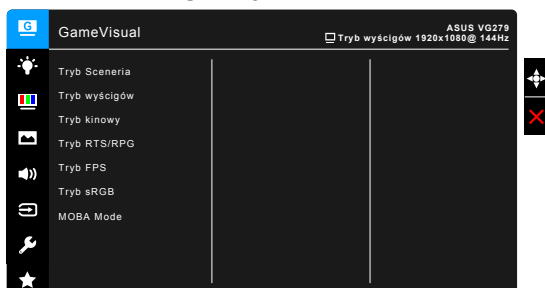 G
GameVisual
ASUS VG279
Tryb wyścigów 1920x1080@ 144Hz
Tryb Sceneria
Tryb wyścigów
Tryb kinowy
Tryb RTS/RPG
Tryb FPS
Tryb sRGB
MOBA Mode